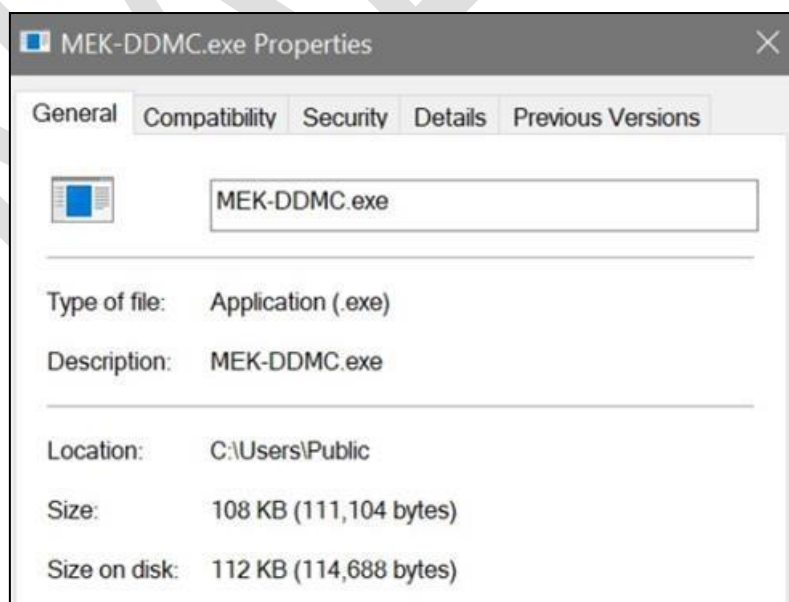 MEK-DDMC.exe Properties
General Compatibility Security Details Previous Versions
MEK-DDMC.exe
Type of file: Application (.exe)
Description: MEK-DDMC.exe
Location: C:\Users\Public
Size: 108 KB (111,104 bytes)
Size on disk: 112 KB (114,688 bytes)